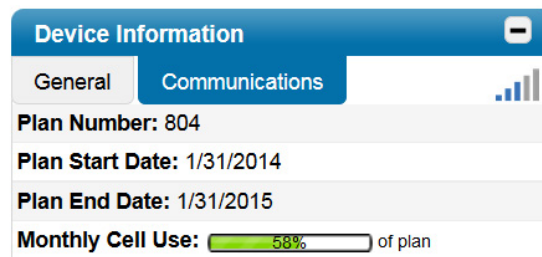 Device Information
General Communications
Plan Number: 804
Plan Start Date: 1/31/2014
Plan End Date: 1/31/2015
Monthly Cell Use: 58% of plan